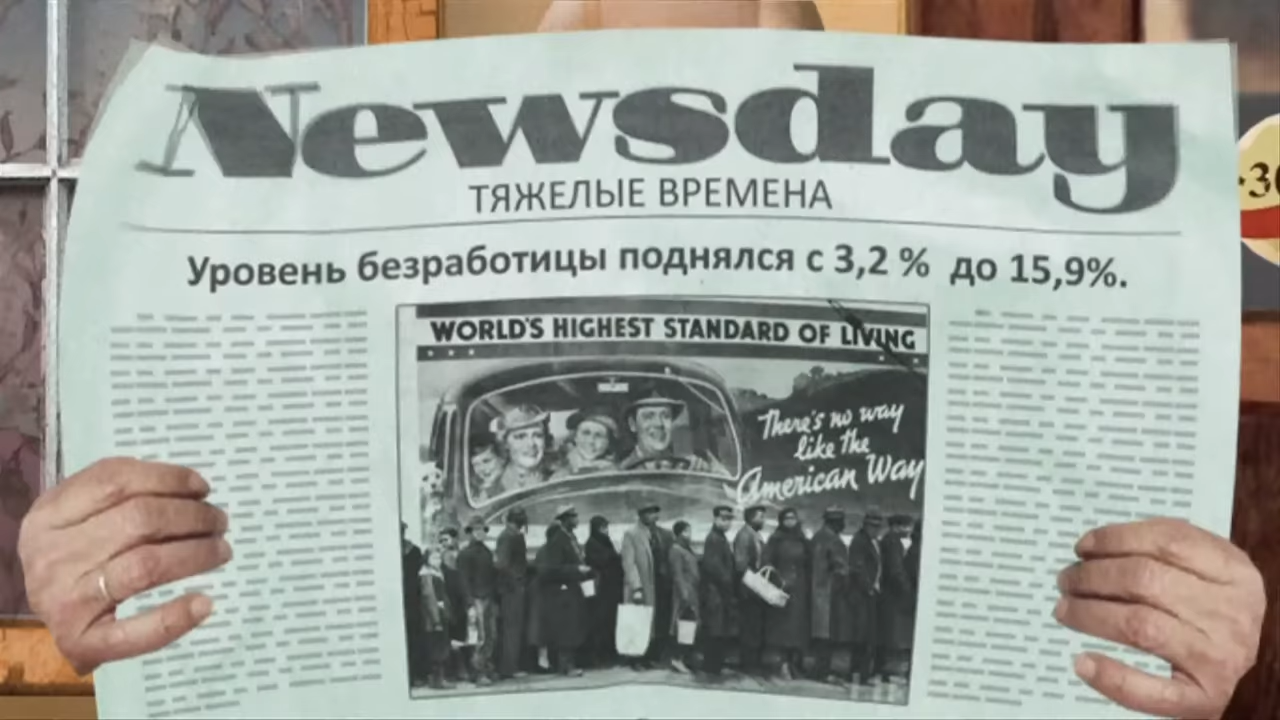 Newsday
ТЯЖЕЛЫЕ ВРЕМЕНА
Уровень безработицы поднялся с 3,2 % до 15,9%.
WORLD'S HIGHEST STANDARD OF LIVING
There's no way
like the
American Way